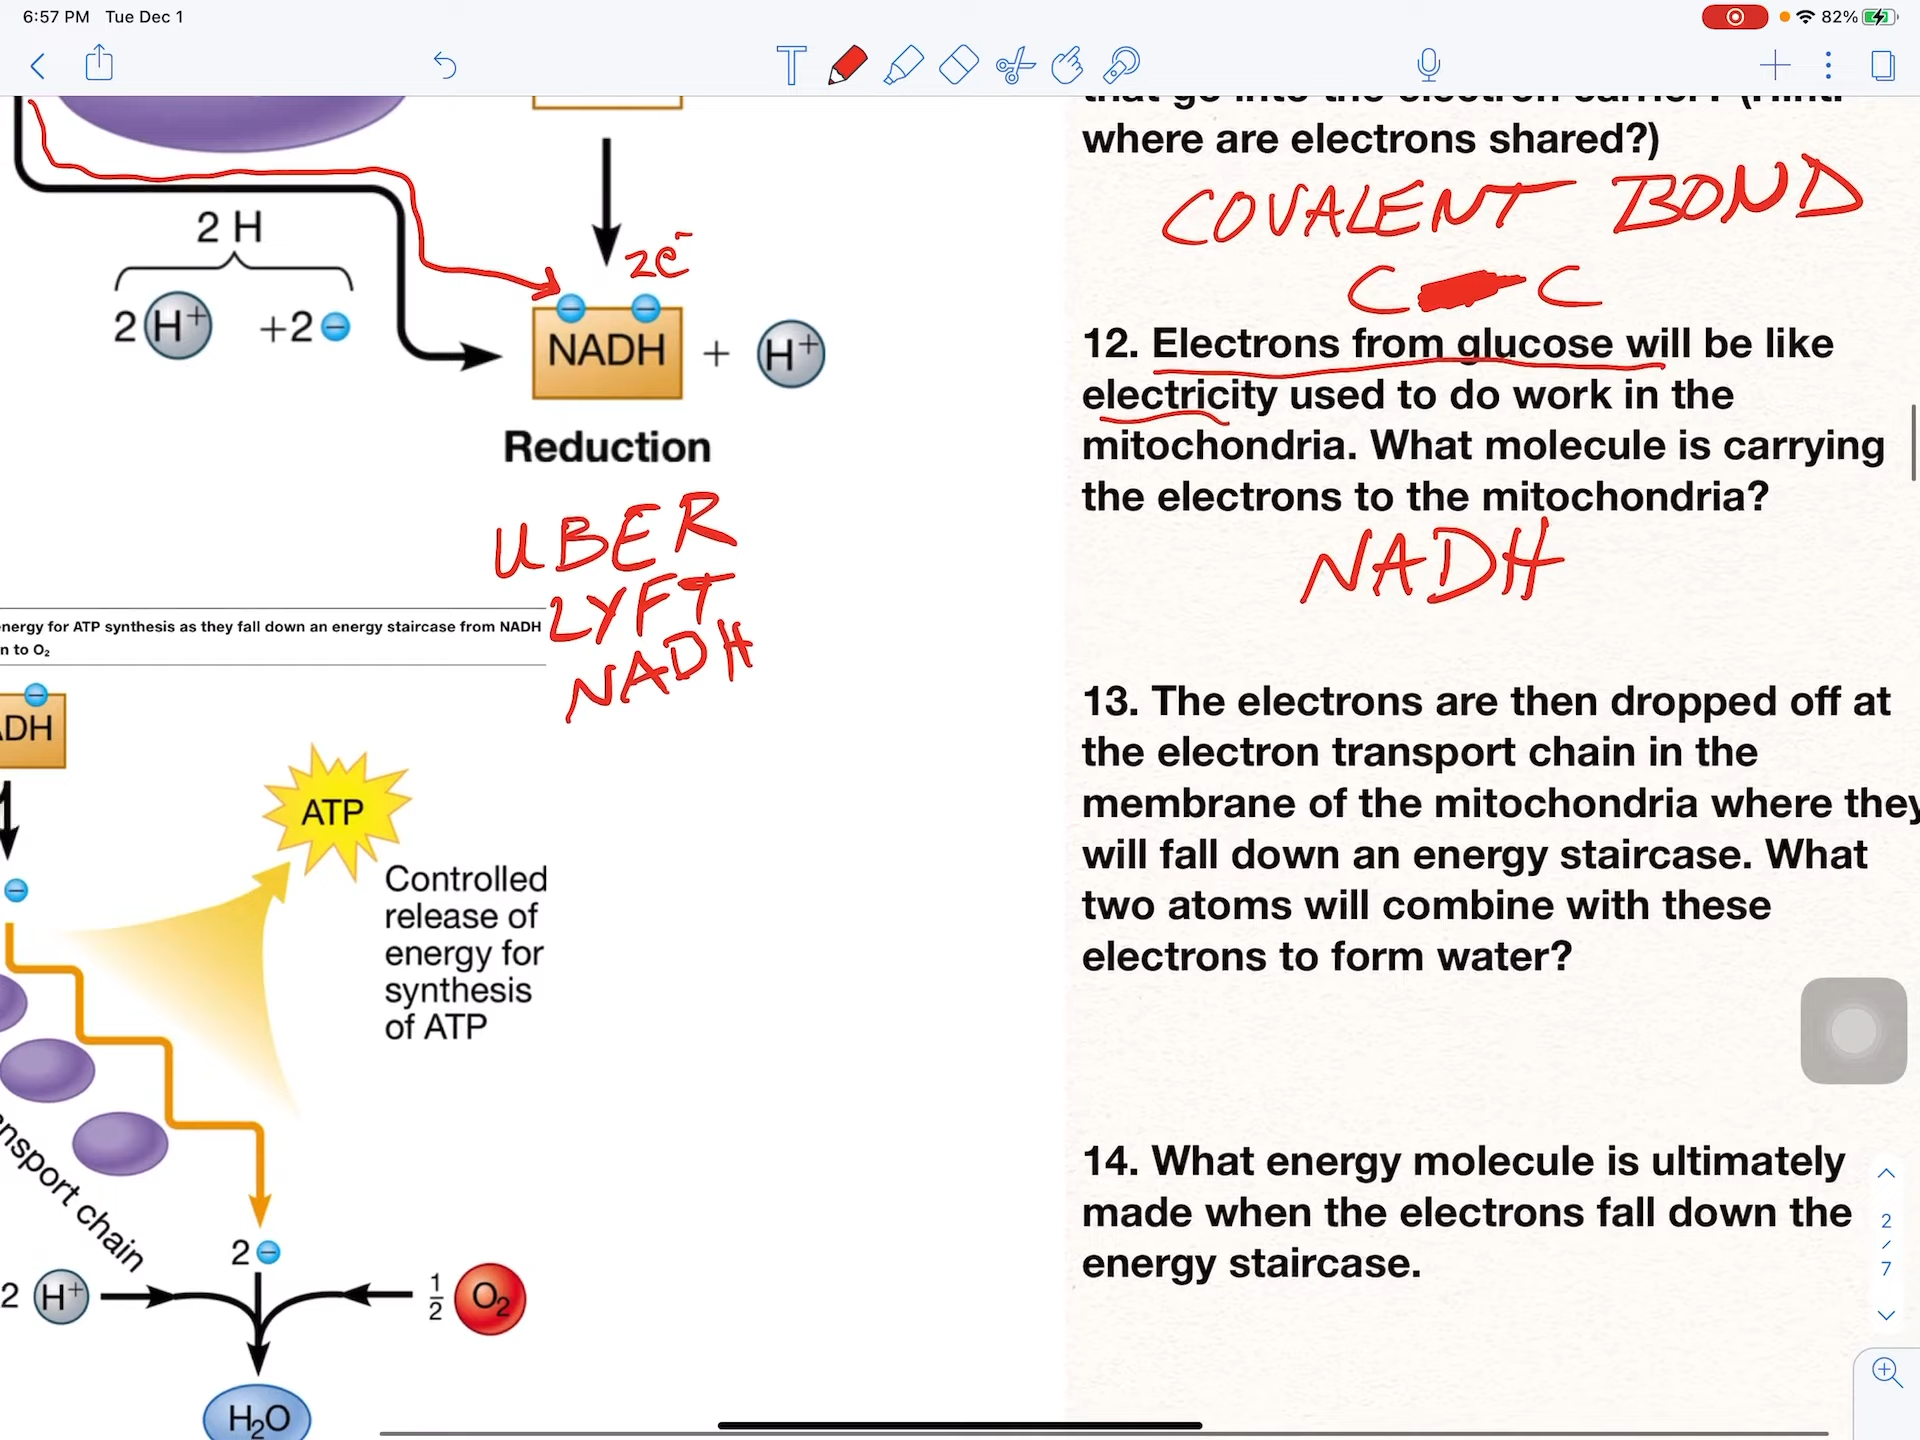 6:57 PM Tue Dec 1
82%
where are electrons shared?)
COVALENT BOND
C C
12. Electrons from glucose will be like
electricity used to do work in the
mitochondria. What molecule is carrying
the electrons to the mitochondria?
NADH
13. The electrons are then dropped off at
the electron transport chain in the
membrane of the mitochondria where they
will fall down an energy staircase. What
two atoms will combine with these
electrons to form water?
14. What energy molecule is ultimately
made when the electrons fall down the
energy staircase.
2
/
7
2 H
2 H+ +2 −
2e−
− −
NADH + H+
Reduction
UBER
LYFT
NADH
nergy for ATP synthesis as they fall down an energy staircase from NADH
n to O₂
−
ADH
−
ATP
Controlled
release of
energy for
synthesis
of ATP
nsport chain
2 −
2 H+
1/2 O₂
H₂O